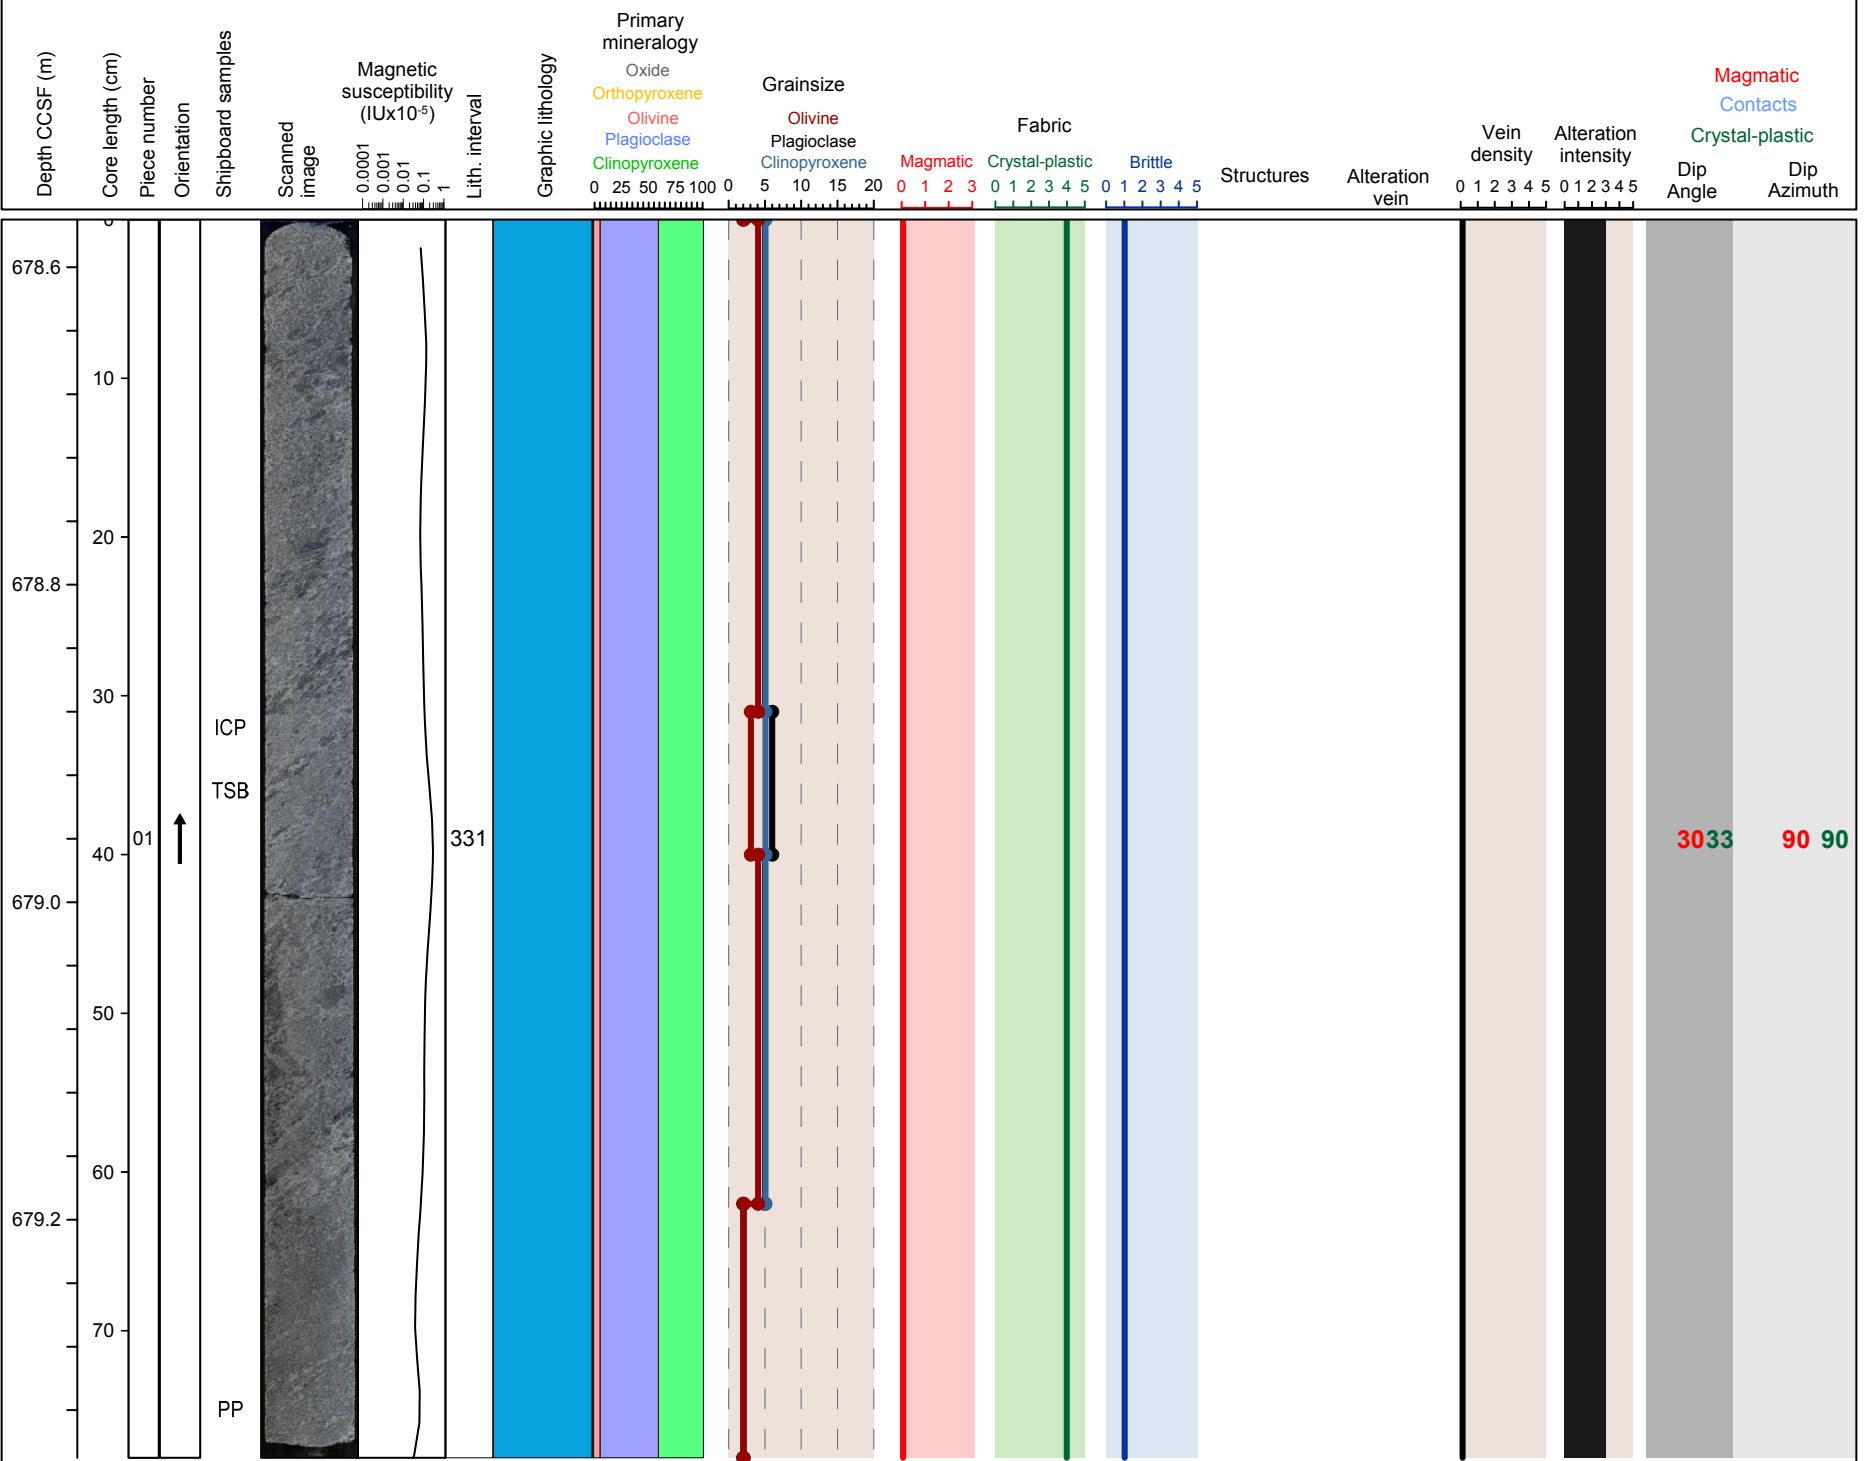 Depth CCSF (m)
Core length (cm)
Piece number
Orientation
Shipboard samples
Scanned
image
Magnetic
susceptibility
(IUx10⁻⁵)
0.0001
0.001
0.01
0.1
1
Lith. interval
Graphic lithology
Primary
mineralogy
Oxide
Orthopyroxene
Olivine
Plagioclase
Clinopyroxene
0 25 50 75 100
Grainsize
Olivine
Plagioclase
Clinopyroxene
0 5 10 15 20
Fabric
Magmatic
0 1 2 3
Crystal-plastic
0 1 2 3 4 5
Brittle
0 1 2 3 4 5
Structures
Alteration
vein
Vein
density
0 1 2 3 4 5
Alteration
intensity
0 1 2 3 4 5
Magmatic
Contacts
Crystal-plastic
Dip
Angle
Dip
Azimuth
0
678.6
10
20
678.8
30
ICP
TSB
01
331
30 33 90 90
40
679.0
50
60
679.2
70
PP